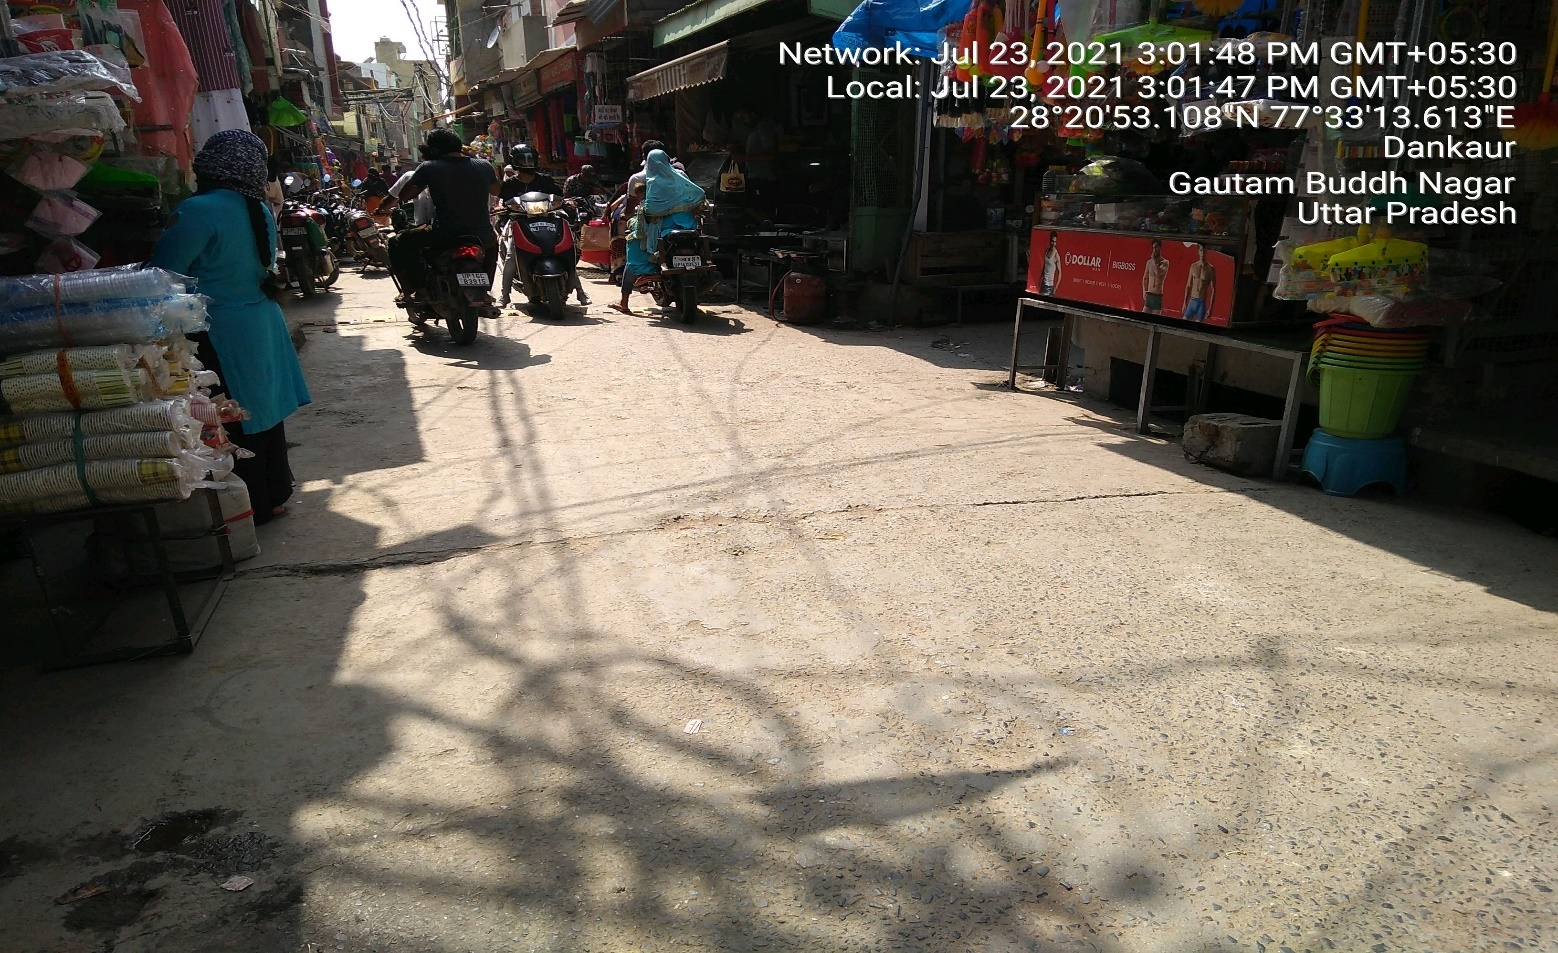 Network: Jul 23, 2021 3:01:48 PM GMT+05:30
Local: Jul 23, 2021 3:01:47 PM GMT+05:30
28°20'53.108"N 77°33'13.613"E
Dankaur
Gautam Buddh Nagar
Uttar Pradesh
DOLLAR BIGBOSS
UP16C